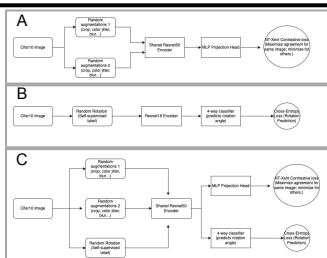 A
Cifar10 image
Random
augmentations 1
(crop, color jitter,
blur...)
Random
augmentations 2
(crop, color jitter,
blur...)
Shared Resnet50
Encoder
MLP Projection Head
NT-Xent Contrastive loss
(Maximize agreement for
same image; minimize for
others.)
B
Cifar10 image
Random Rotation
(Self-supervised
label)
Resnet18 Encoder
4-way classifier
(predicts rotation
angle)
Cross-Entropy
Loss (Rotation
Prediction)
C
Cifar10 image
Random
augmentations 1
(crop, color jitter,
blur...)
Random
augmentations 2
(crop, color jitter,
blur...)
Random Rotation
(Self-supervised
label)
Shared Resnet50
Encoder
MLP Projection Head
NT-Xent Contrastive loss
(Maximize agreement for
same image; minimize for
others.)
4-way classifier
(predicts rotation
angle)
Cross-Entropy
Loss (Rotation
Prediction)